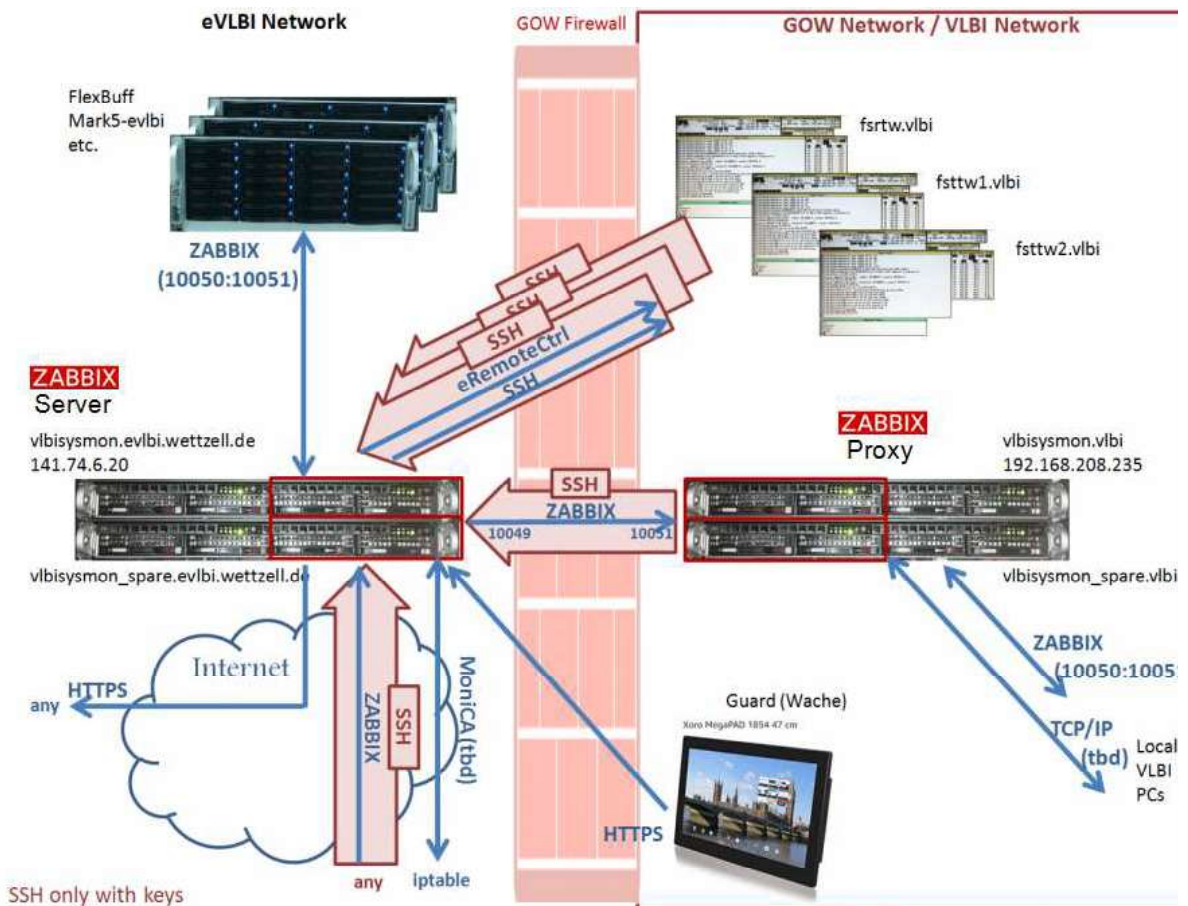 eVLBI Network
GOW Firewall
GOW Network / VLBI Network
FlexBuff
Mark5-evlbi
etc.
fsrtw.vlbi
fsttw1.vlbi
fsttw2.vlbi
ZABBIX
(10050:10051)
SSH
SSH
SSH
eRemoteCtrl
SSH
ZABBIX
Server
vlbisysmon.evlbi.wettzell.de
141.74.6.20
ZABBIX
Proxy
vlbisysmon.vlbi
192.168.208.235
SSH
ZABBIX
10049
10051
vlbisysmon_spare.evlbi.wettzell.de
vlbisysmon_spare.vlbi
Internet
HTTPS
any
ZABBIX
SSH
MoniCA (tbd)
ZABBIX
(10050:1005
Guard (Wache)
Xoro MegaPAD 1854 47 cm
TCP/IP
(tbd)
Local
VLBI
PCs
HTTPS
any
iptable
SSH only with keys